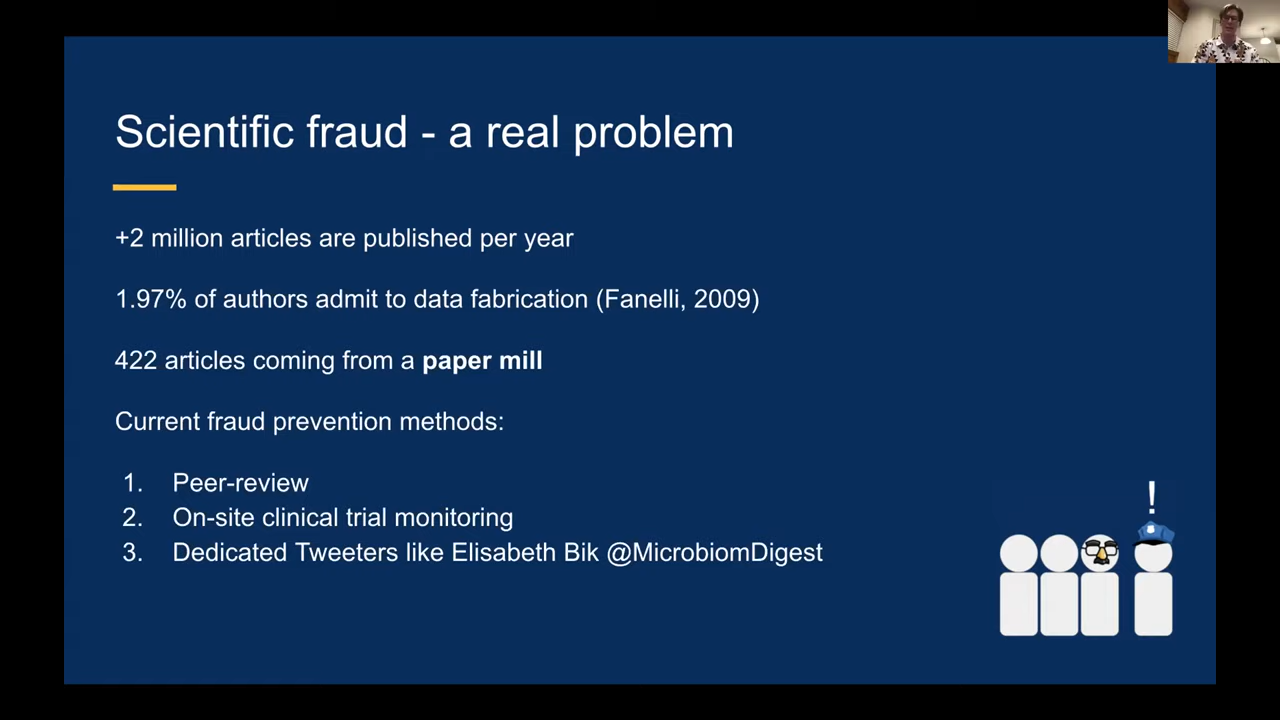 Scientific fraud - a real problem
+2 million articles are published per year
1.97% of authors admit to data fabrication (Fanelli, 2009)
422 articles coming from a paper mill
Current fraud prevention methods:
1. Peer-review
2. On-site clinical trial monitoring
3. Dedicated Tweeters like Elisabeth Bik @MicrobiomDigest
!